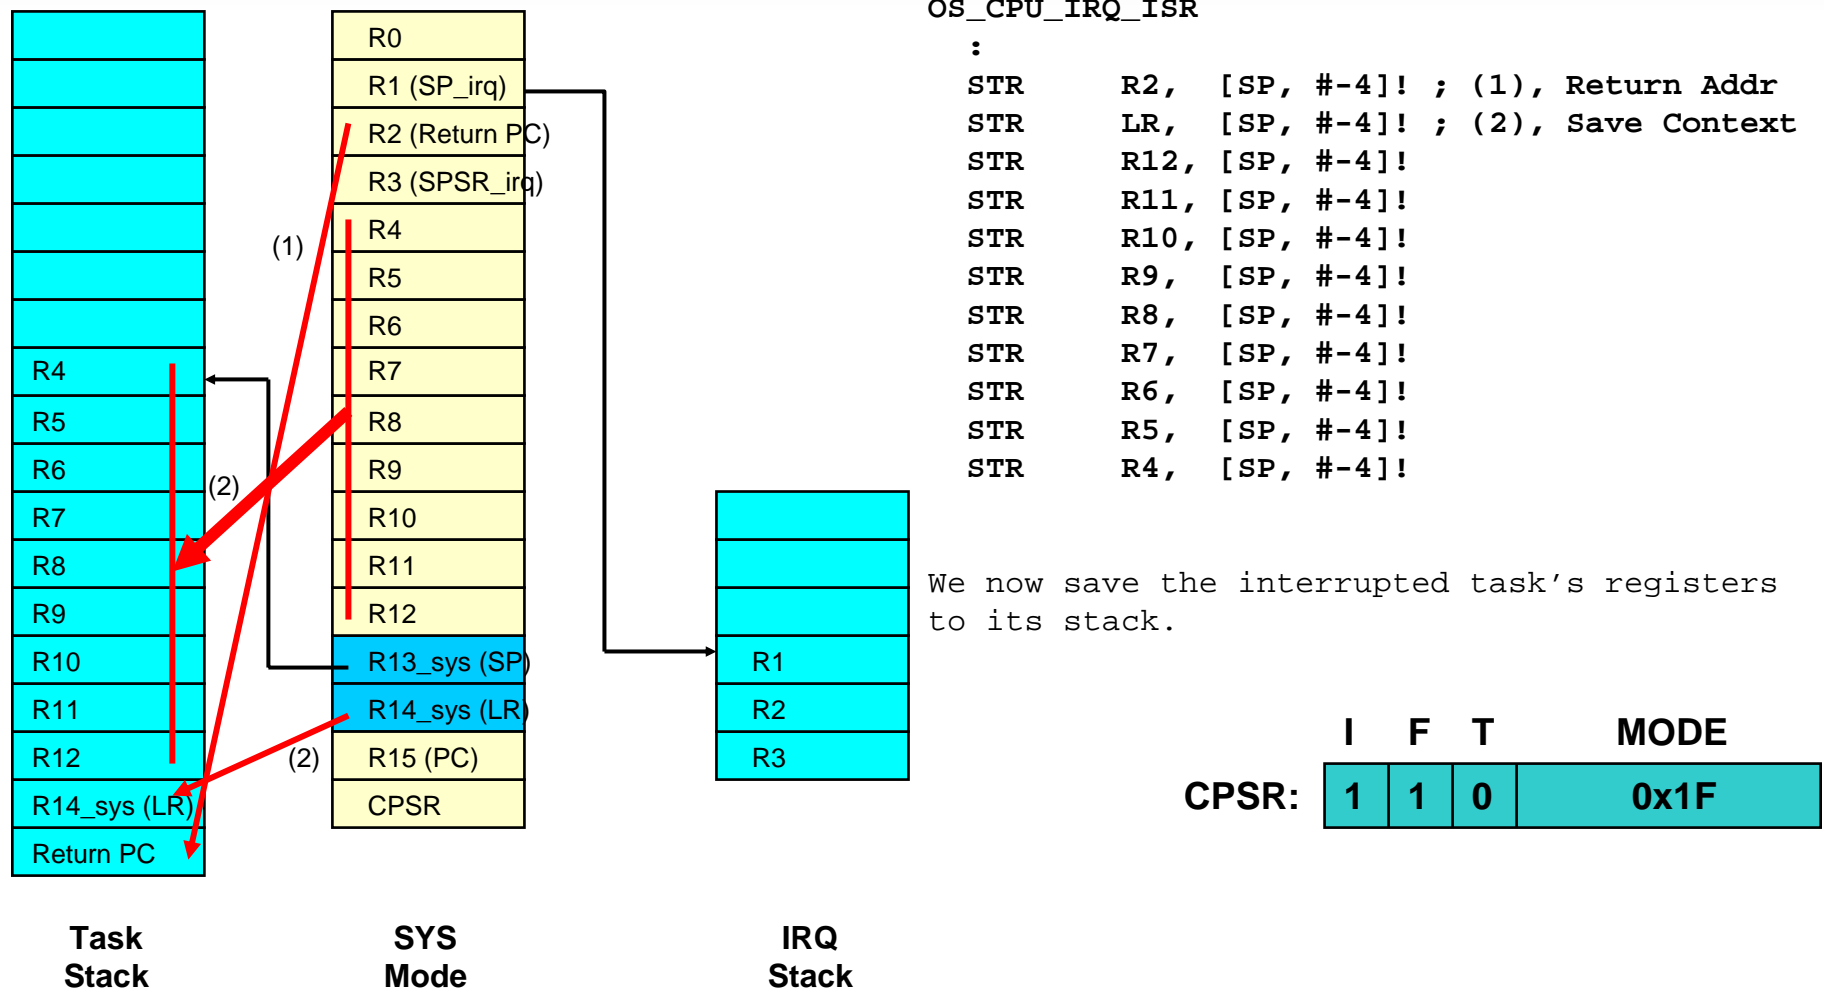 OS_CPU_IRQ_ISR
:
STR R2, [SP, #-4]! ; (1), Return Addr
STR LR, [SP, #-4]! ; (2), Save Context
STR R12, [SP, #-4]!
STR R11, [SP, #-4]!
STR R10, [SP, #-4]!
STR R9, [SP, #-4]!
STR R8, [SP, #-4]!
STR R7, [SP, #-4]!
STR R6, [SP, #-4]!
STR R5, [SP, #-4]!
STR R4, [SP, #-4]!
We now save the interrupted task's registers
to its stack.
I F T MODE
CPSR: 1 1 0 0x1F
R4
R5
R6
R7
R8
R9
R10
R11
R12
R14_sys (LR)
Return PC
Task
Stack
(1)
(2)
(2)
R0
R1 (SP_irq)
R2 (Return PC)
R3 (SPSR_irq)
R4
R5
R6
R7
R8
R9
R10
R11
R12
R13_sys (SP)
R14_sys (LR)
R15 (PC)
CPSR
SYS
Mode
R1
R2
R3
IRQ
Stack